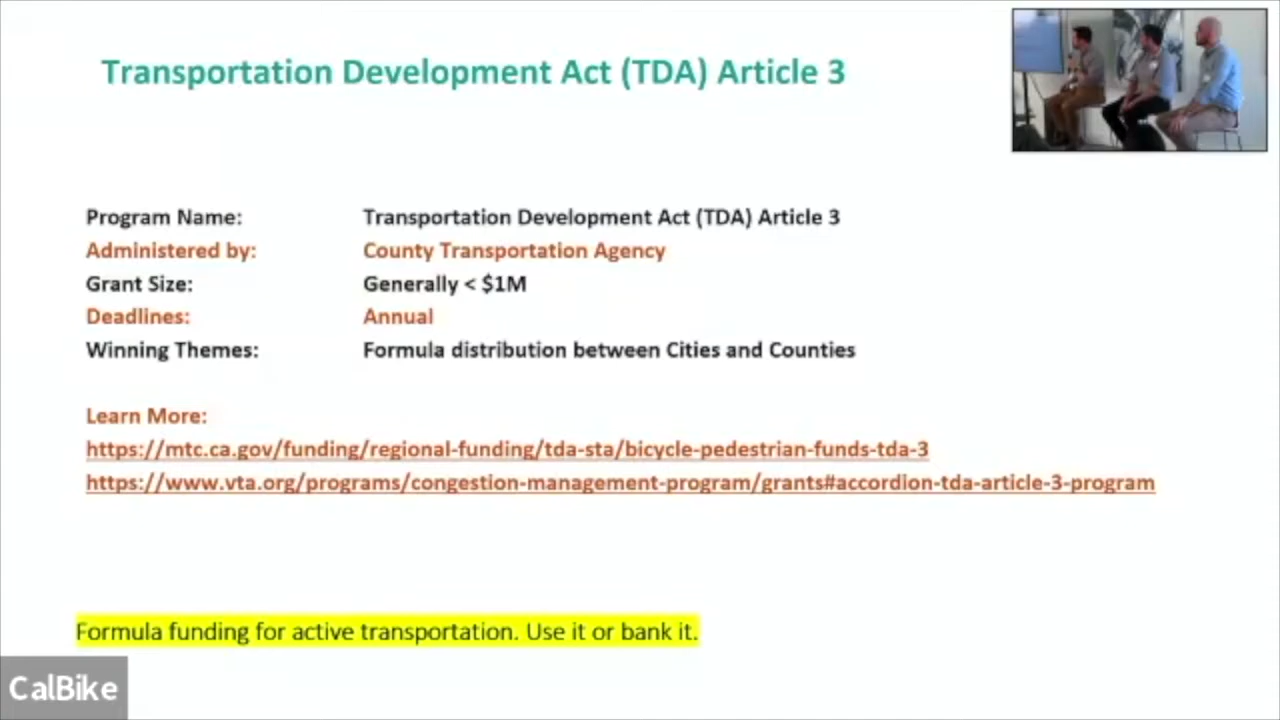 Transportation Development Act (TDA) Article 3
Program Name: Transportation Development Act (TDA) Article 3
Administered by: County Transportation Agency
Grant Size: Generally < $1M
Deadlines: Annual
Winning Themes: Formula distribution between Cities and Counties
Learn More:
https://mtc.ca.gov/funding/regional-funding/tda-sta/bicycle-pedestrian-funds-tda-3
https://www.vta.org/programs/congestion-management-program/grants#accordion-tda-article-3-program
Formula funding for active transportation. Use it or bank it.
CalBike